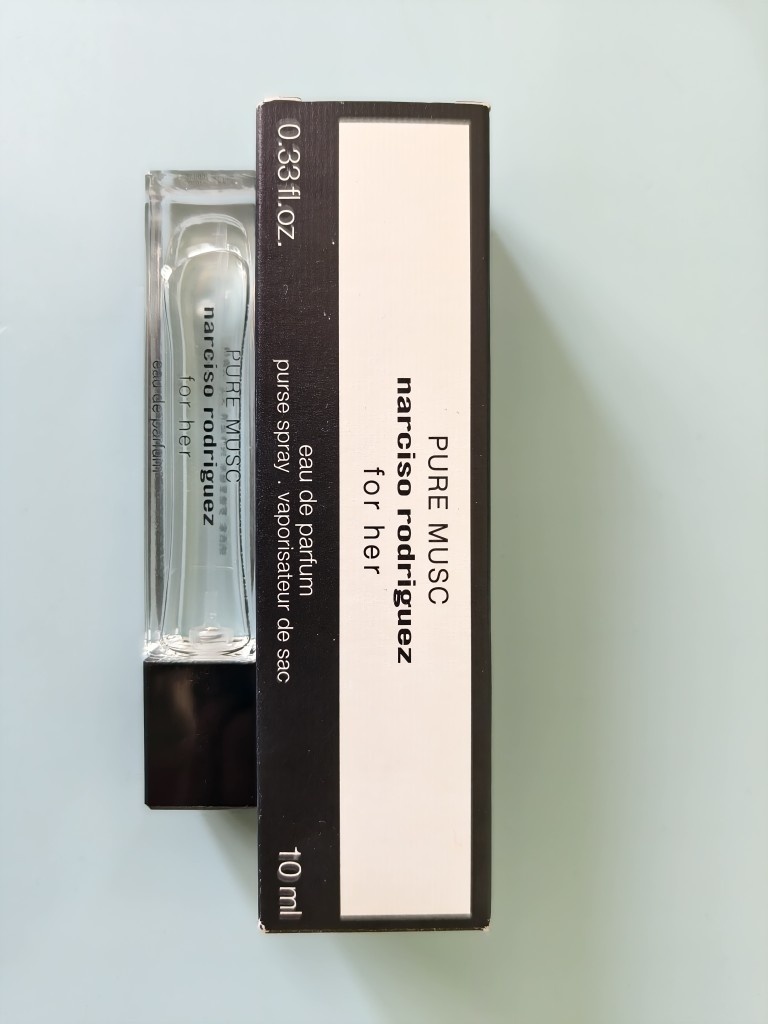 PURE MUSC
narciso rodriguez
for her
0.33 fl.oz.
eau de parfum
purse spray . vaporisateur de sac
10 ml
PURE MUSC
narciso rodriguez
for her
eau de parfum